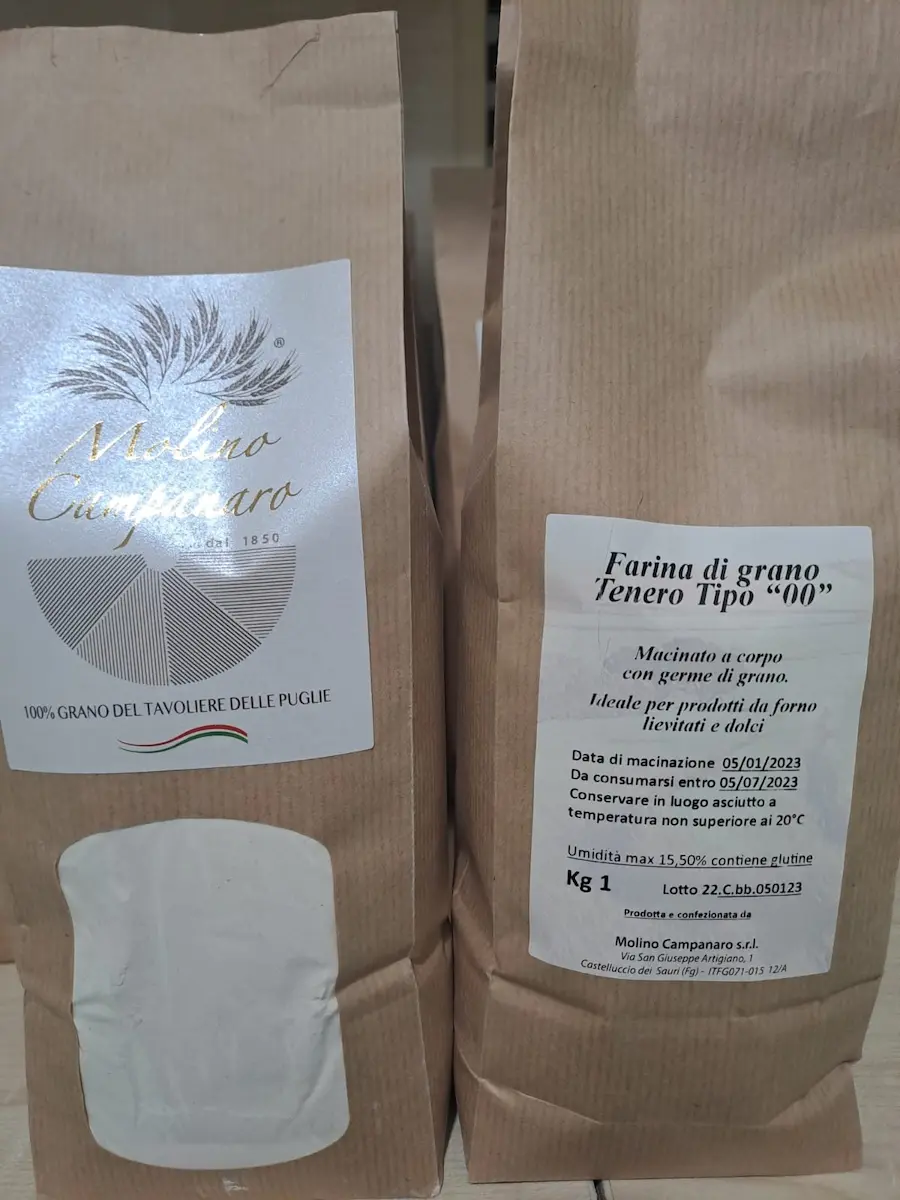 ®
Molino
Campanaro
dal 1850
100% GRANO DEL TAVOLIERE DELLE PUGLIE
Farina di grano
Tenero Tipo “00”
Macinato a corpo
con germe di grano.
Ideale per prodotti da forno
lievitati e dolci
Data di macinazione 05/01/2023
Da consumarsi entro 05/07/2023
Conservare in luogo asciutto a
temperatura non superiore ai 20°C
Umidità max 15,50% contiene glutine
Kg 1
Lotto 22.C.bb.050123
Prodotta e confezionata da
Molino Campanaro s.r.l.
Via San Giuseppe Artigiano, 1
Castelluccio dei Sauri (Fg) - ITFG071-015 12/A